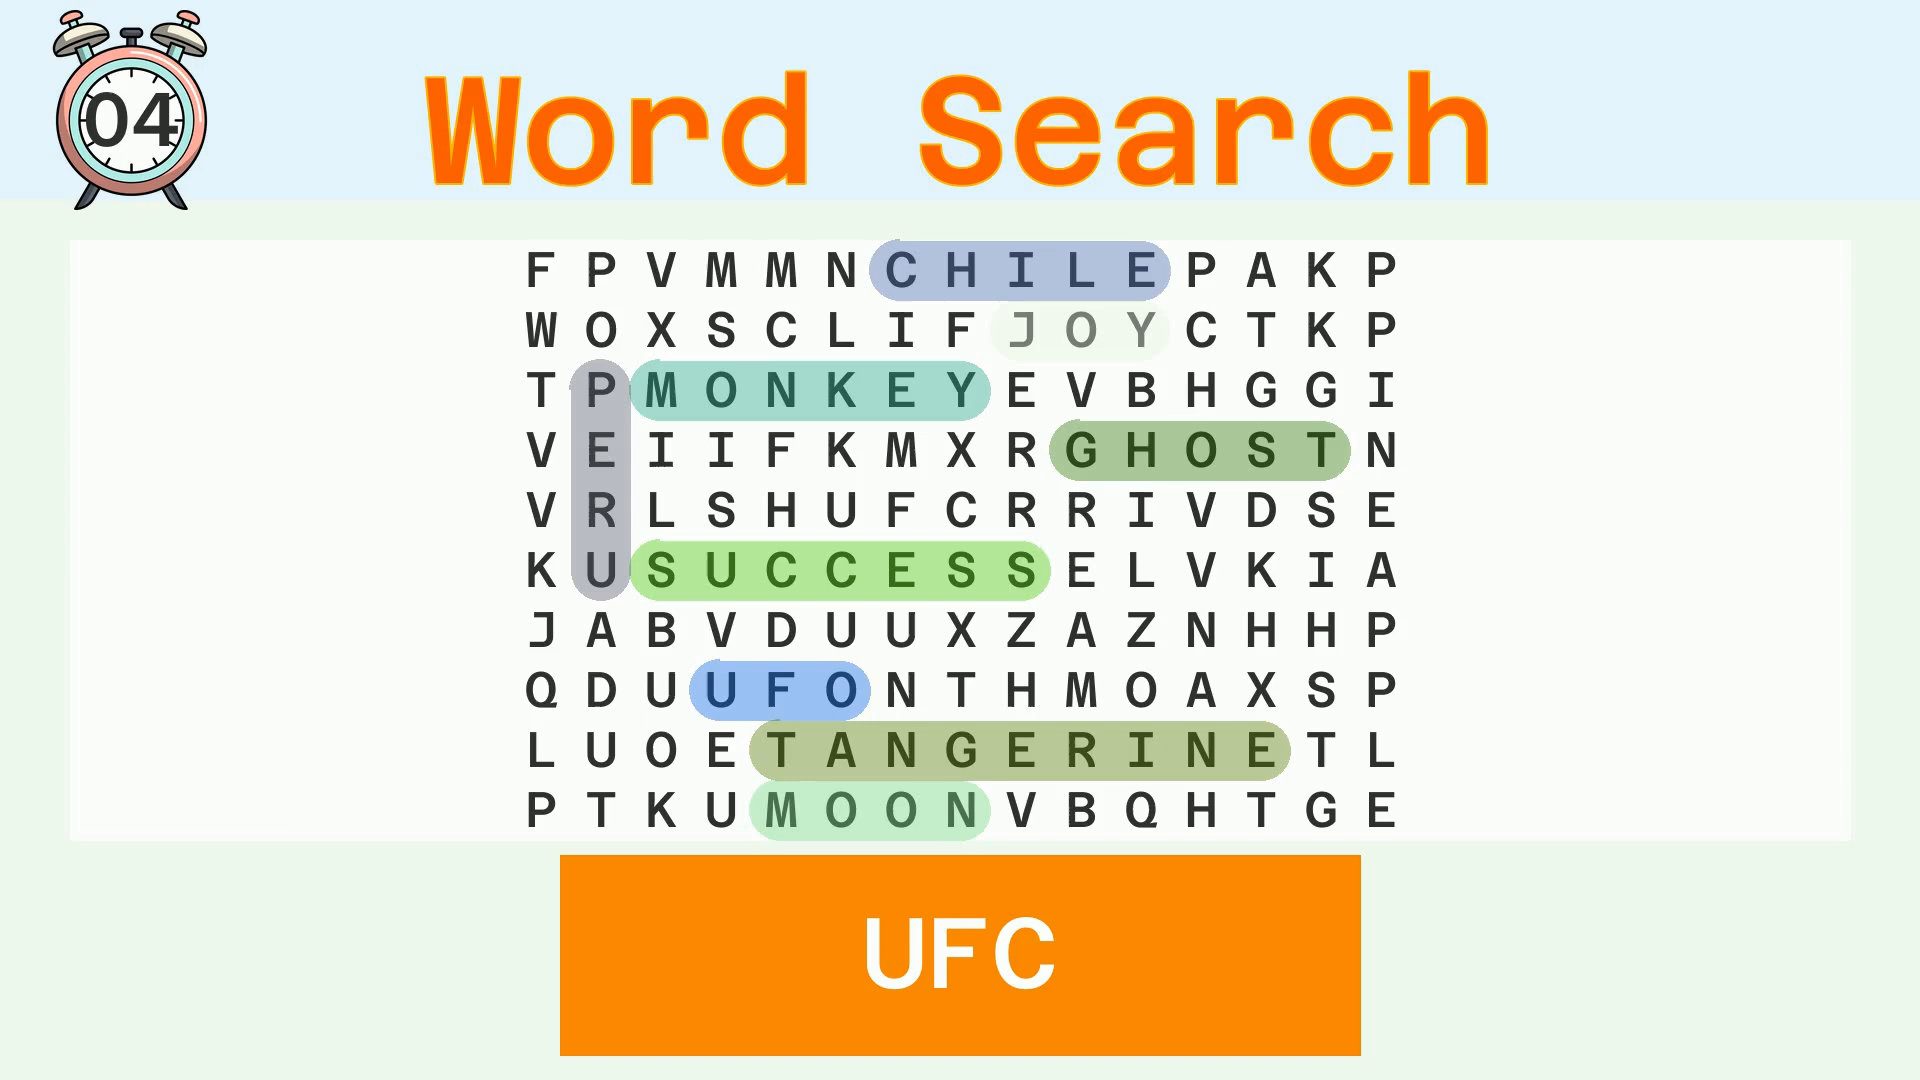 04
Word Search
F P V M M N C H I L E P A K P
W O X S C L I F J O Y C T K P
T P M O N K E Y E V B H G G I
V E I I F K M X R G H O S T N
V R L S H U F C R R I V D S E
K U S U C C E S S E L V K I A
J A B V D U U X Z A Z N H H P
Q D U U F O N T H M O A X S P
L U O E T A N G E R I N E T L
P T K U M O O N V B Q H T G E
UFC